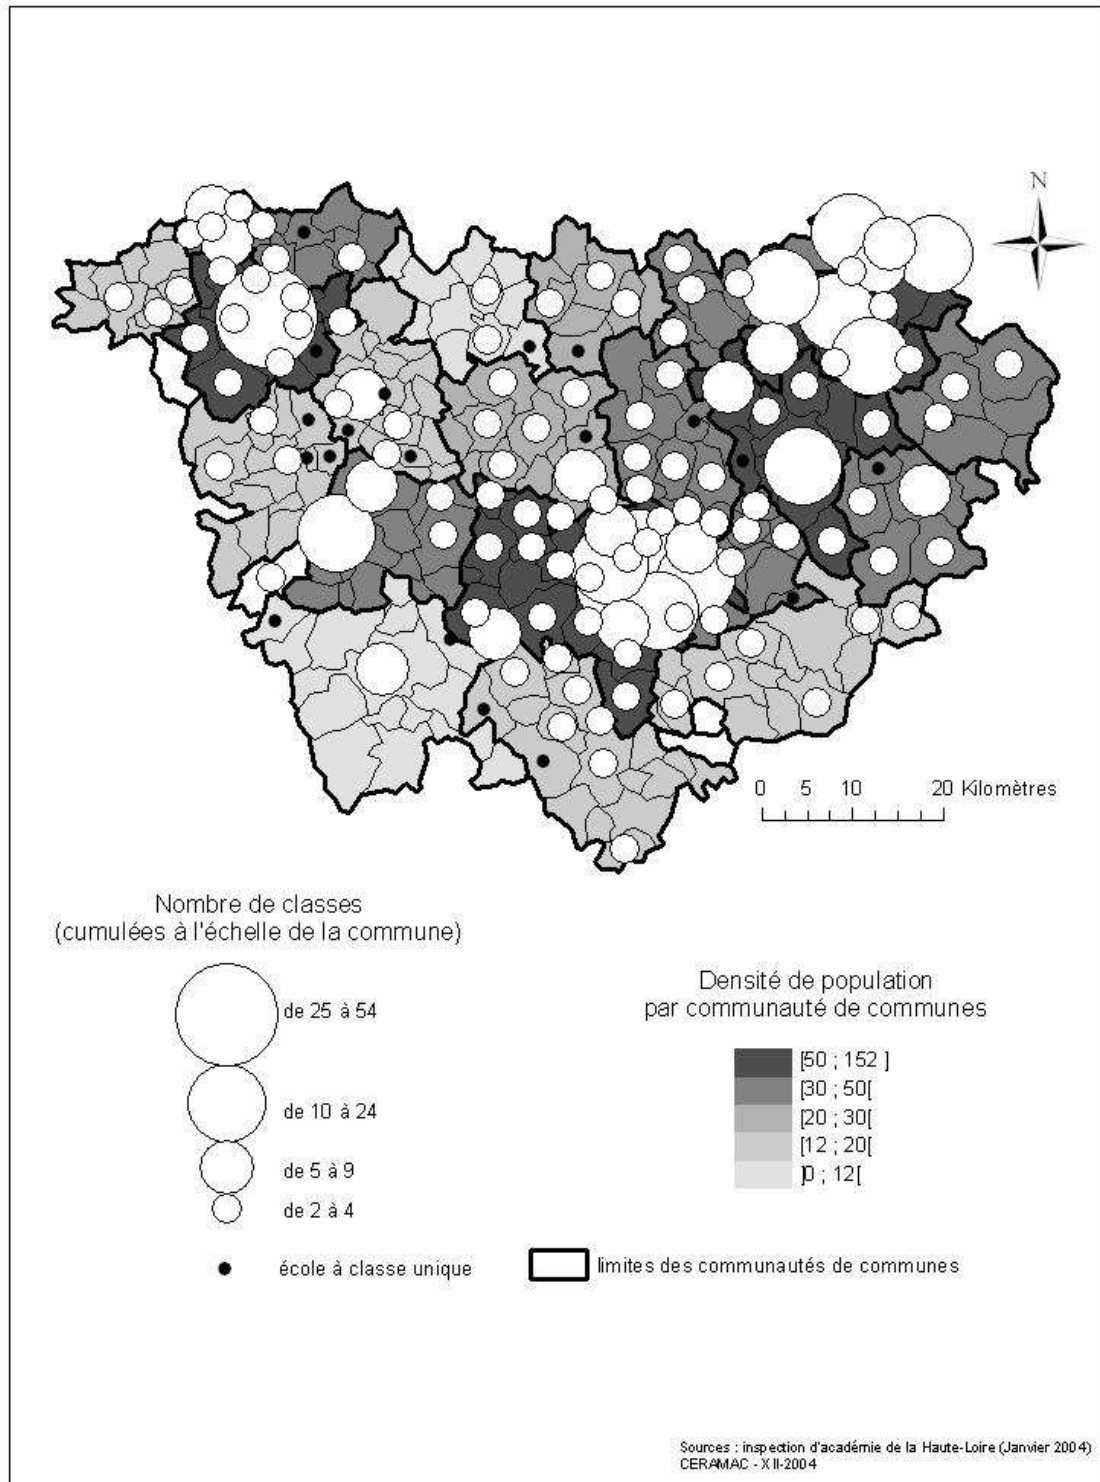 N
0 5 10 20 Kilomètres
Nombre de classes
(cumulées à l'échelle de la commune)
de 25 à 54
de 10 à 24
de 5 à 9
de 2 à 4
école à classe unique
Densité de population
par communauté de communes
[50 ; 152 ]
[30 ; 50[
[20 ; 30[
[12 ; 20[
]0 ; 12[
limites des communautés de communes
Sources : inspection d'académie de la Haute-Loire (Janvier 2004)
CERAMAC - XII-2004